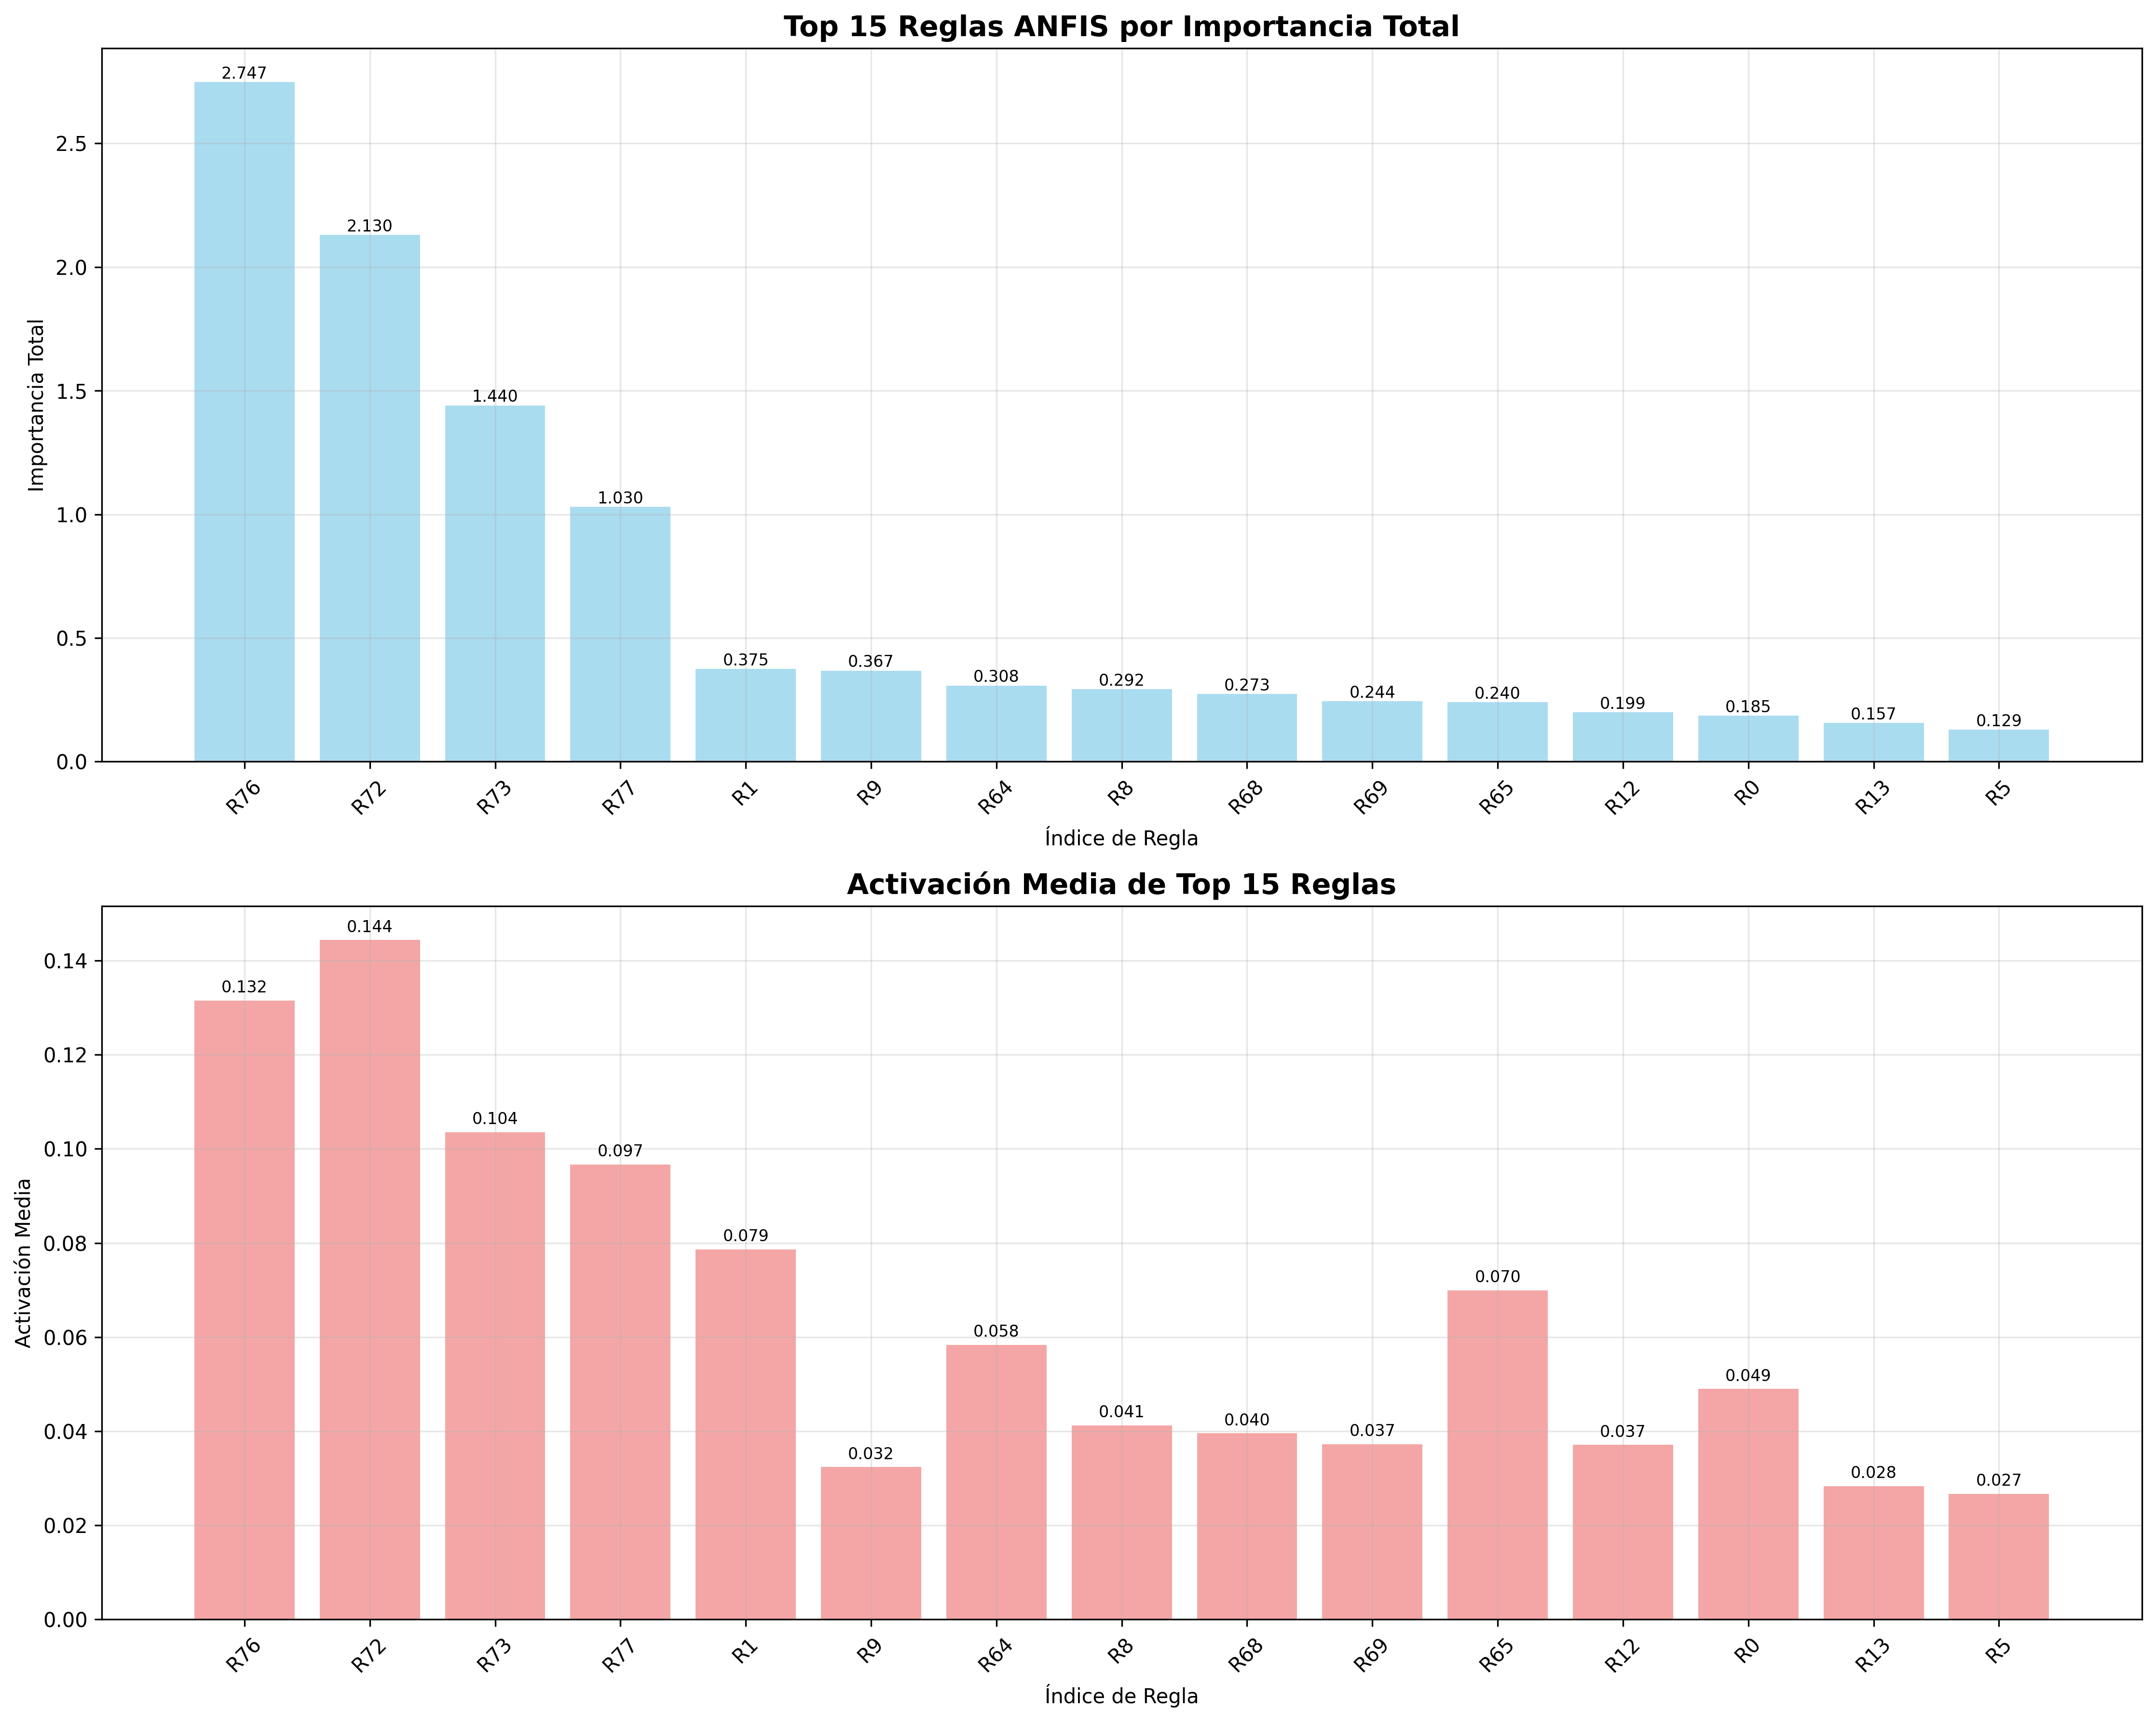 Top 15 Reglas ANFIS por Importancia Total
Importancia Total
2.5
2.0
1.5
1.0
0.5
0.0
2.747
2.130
1.440
1.030
0.375
0.367
0.308
0.292
0.273
0.244
0.240
0.199
0.185
0.157
0.129
R76
R72
R73
R77
R1
R9
R64
R8
R68
R69
R65
R12
R0
R13
R5
Índice de Regla
Activación Media de Top 15 Reglas
Activación Media
0.14
0.12
0.10
0.08
0.06
0.04
0.02
0.00
0.132
0.144
0.104
0.097
0.079
0.032
0.058
0.041
0.040
0.037
0.070
0.037
0.049
0.028
0.027
R76
R72
R73
R77
R1
R9
R64
R8
R68
R69
R65
R12
R0
R13
R5
Índice de Regla